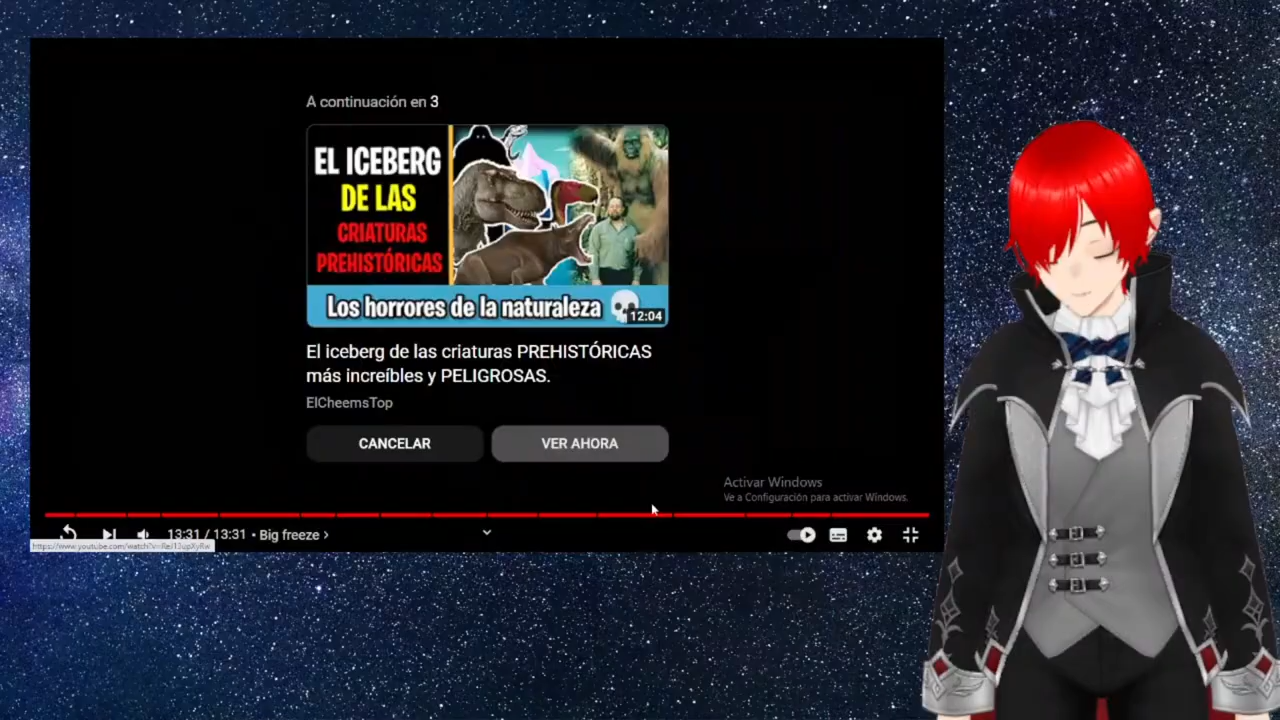 A continuación en 3
EL ICEBERG
DE LAS
CRIATURAS
PREHISTÓRICAS
Los horrores de la naturaleza
12:04
El iceberg de las criaturas PREHISTÓRICAS
más increíbles y PELIGROSAS.
ElCheemsTop
CANCELAR
VER AHORA
Activar Windows
Ve a Configuración para activar Windows.
13:31 / 13:31 • Big freeze ›